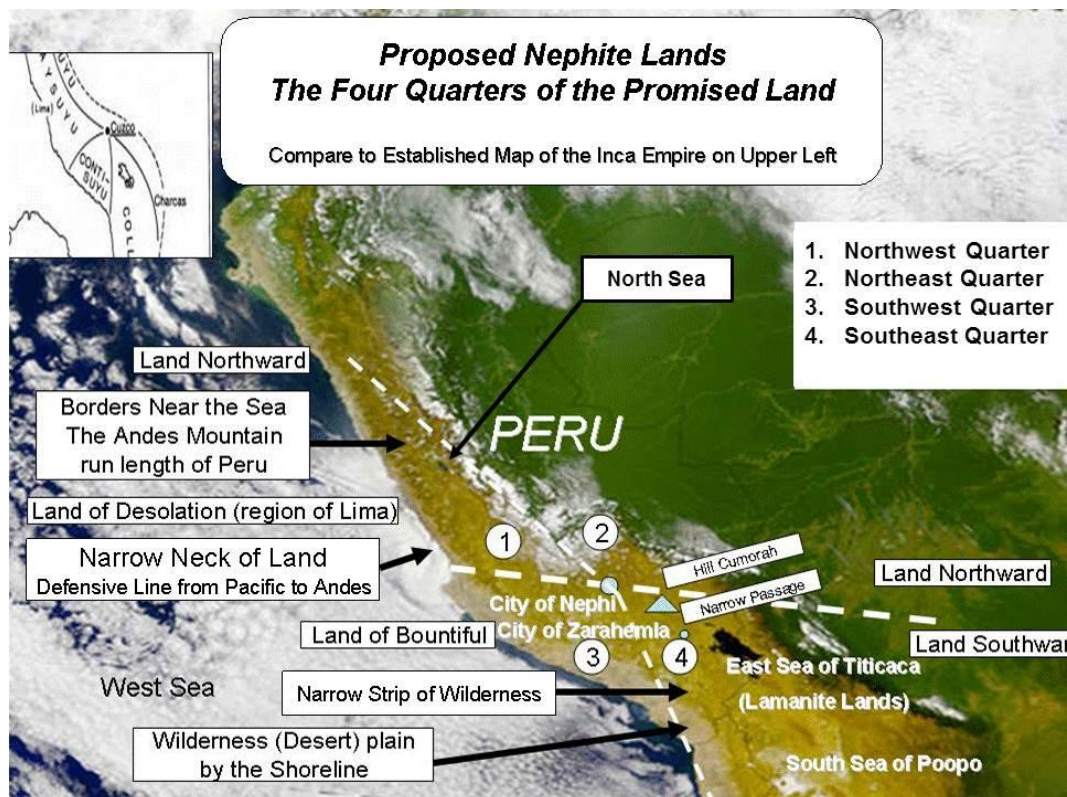 Proposed Nephite Lands
The Four Quarters of the Promised Land
Compare to Established Map of the Inca Empire on Upper Left
AYSUYU
(Lima)
Cuzco
CONTI-
SUYU
Charcas
COLL
1. Northwest Quarter
2. Northeast Quarter
3. Southwest Quarter
4. Southeast Quarter
North Sea
Land Northward
Borders Near the Sea
The Andes Mountain
run length of Peru
PERU
Land of Desolation (region of Lima)
Narrow Neck of Land
Defensive Line from Pacific to Andes
1
2
Hill Cumorah
Narrow Passage
Land Northward
City of Nephi
City of Zarahemla
Land of Bountiful
3
4
Land Southwar
East Sea of Titicaca
(Lamanite Lands)
West Sea
Narrow Strip of Wilderness
Wilderness (Desert) plain
by the Shoreline
South Sea of Poopo